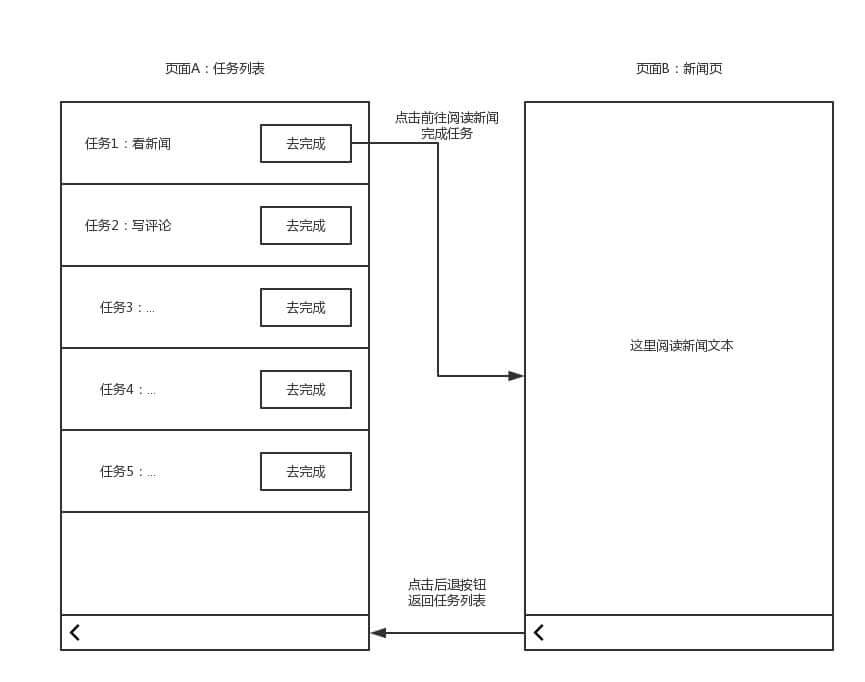 页面A：任务列表
页面B：新闻页
任务1：看新闻
去完成
点击前往阅读新闻
完成任务
任务2：写评论
去完成
任务3：...
去完成
这里阅读新闻文本
任务4：...
去完成
任务5：...
去完成
点击后退按钮
返回任务列表